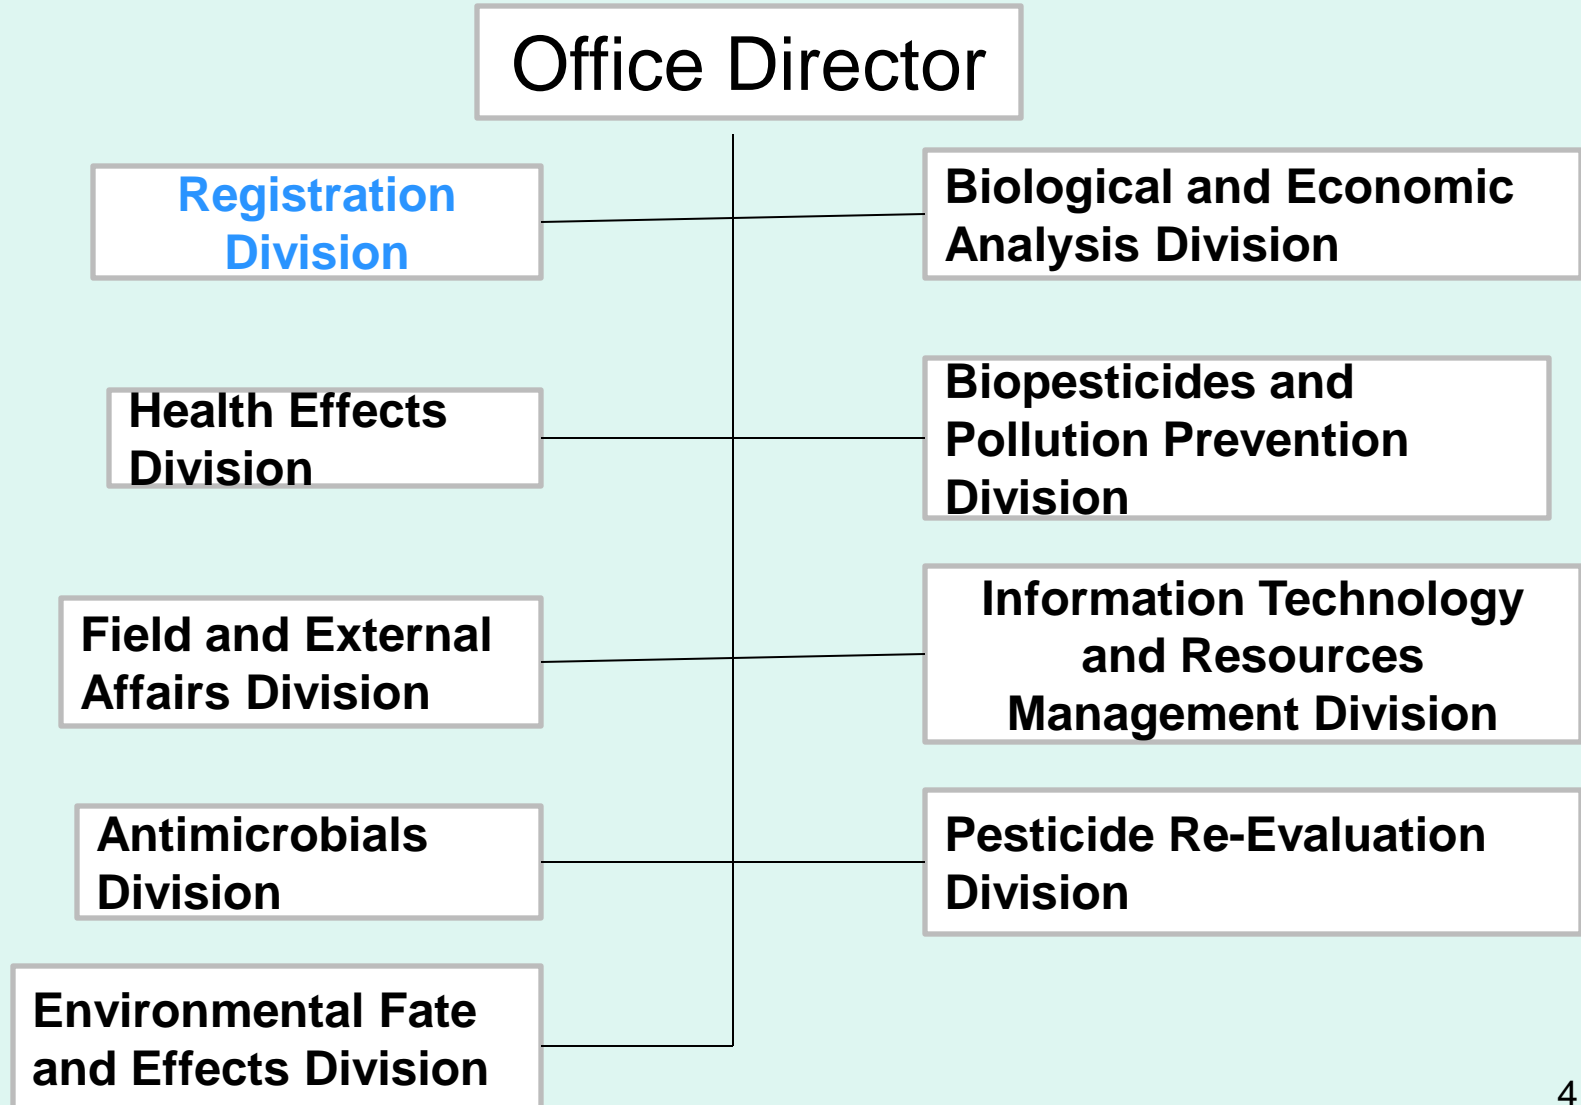 Office Director
Registration
Division
Biological and Economic
Analysis Division
Health Effects
Division
Biopesticides and
Pollution Prevention
Division
Field and External
Affairs Division
Information Technology
and Resources
Management Division
Antimicrobials
Division
Pesticide Re-Evaluation
Division
Environmental Fate
and Effects Division
4